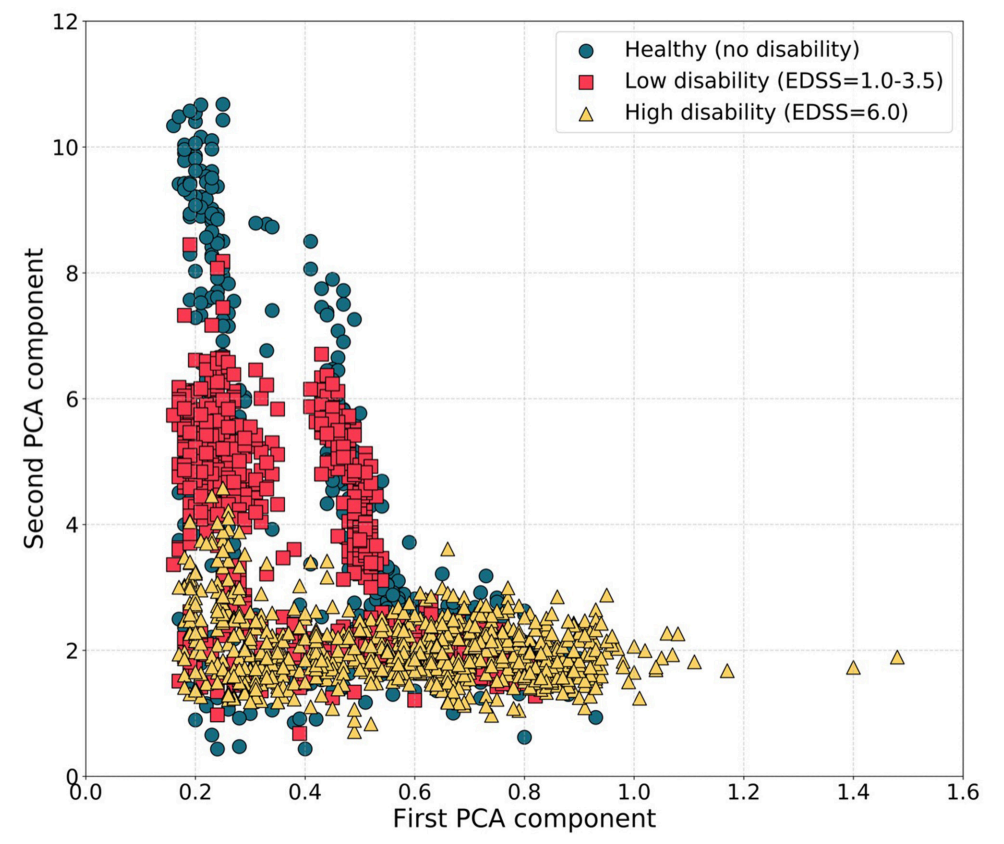 Healthy (no disability)
Low disability (EDSS=1.0-3.5)
High disability (EDSS=6.0)
Second PCA component
12
10
8
6
4
2
0
0.0 0.2 0.4 0.6 0.8 1.0 1.2 1.4 1.6
First PCA component